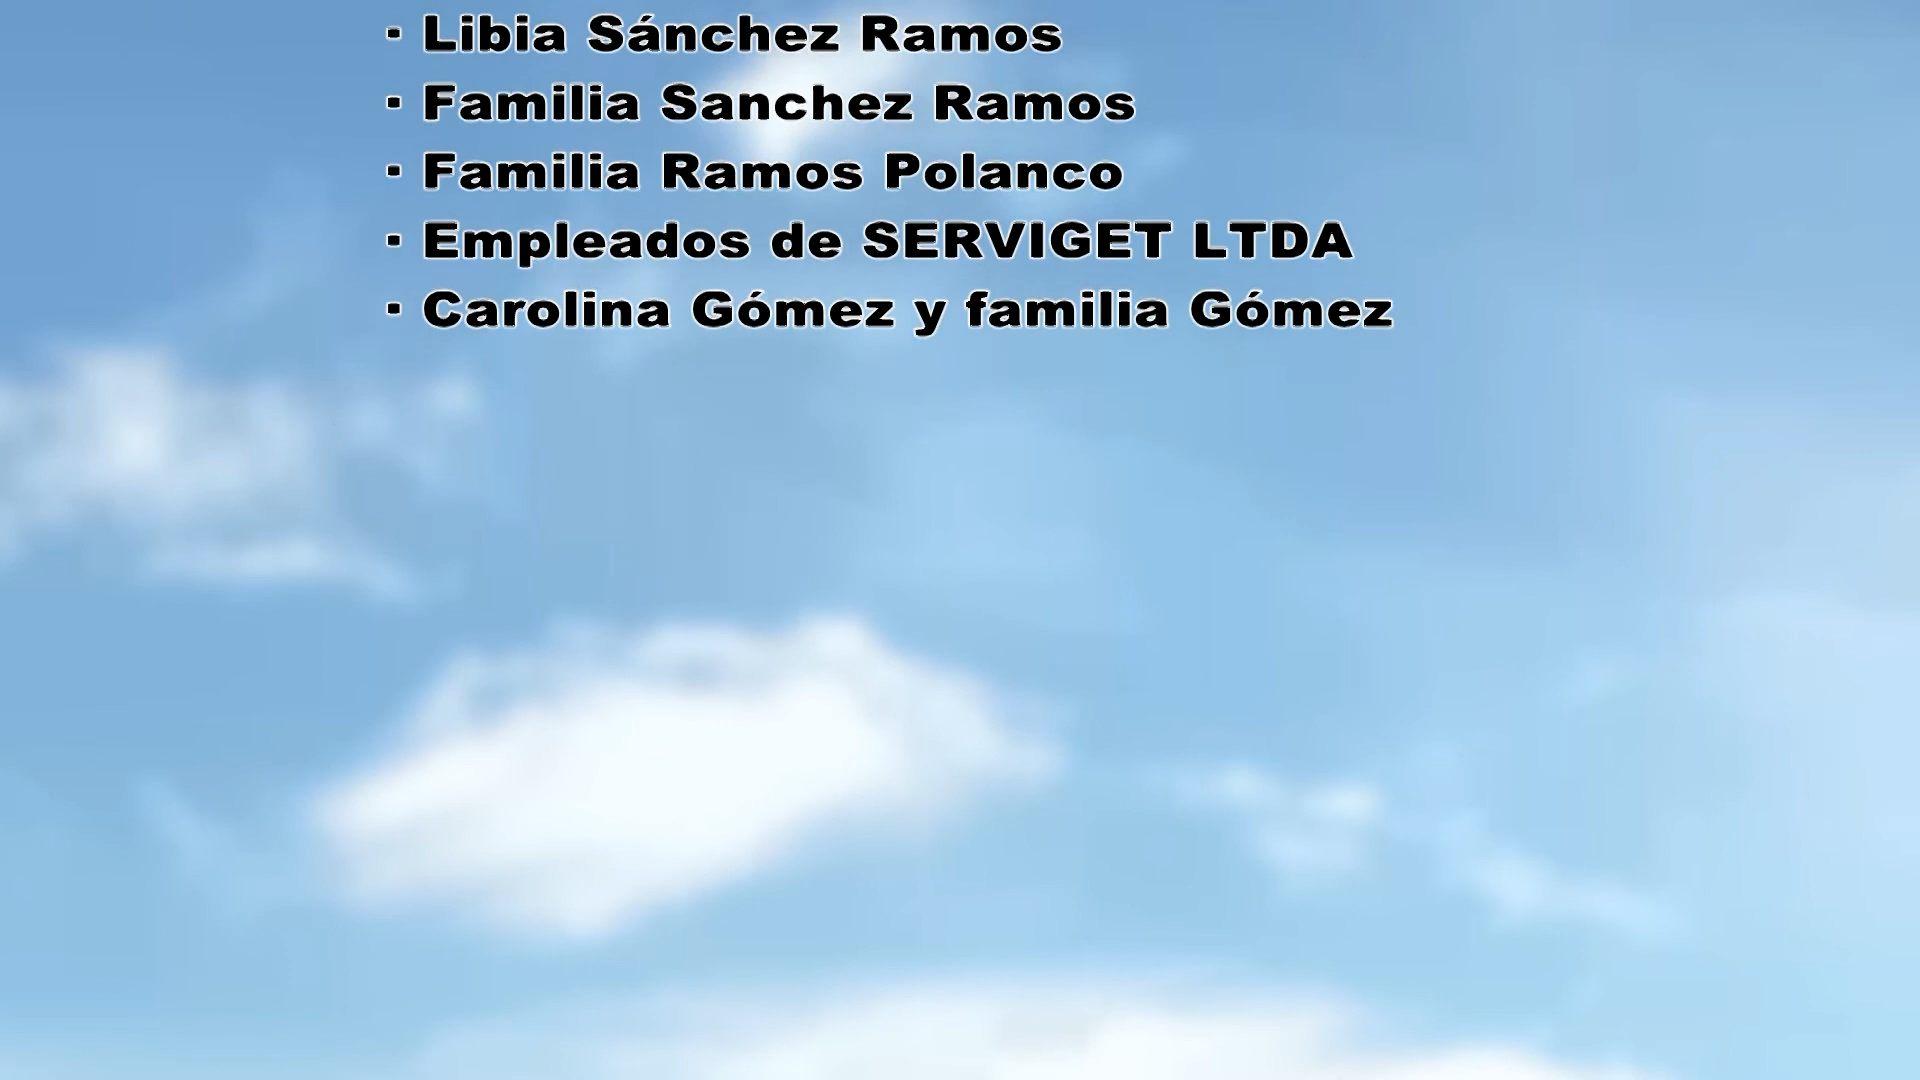 · Libia Sánchez Ramos
· Familia Sanchez Ramos
· Familia Ramos Polanco
· Empleados de SERVIGET LTDA
· Carolina Gómez y familia Gómez